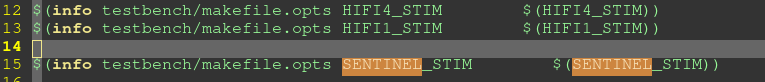 12 $(info testbench/makefile.opts HIFI4_STIM        $(HIFI4_STIM))
13 $(info testbench/makefile.opts HIFI1_STIM        $(HIFI1_STIM))
14
15 $(info testbench/makefile.opts SENTINEL_STIM        $(SENTINEL_STIM))